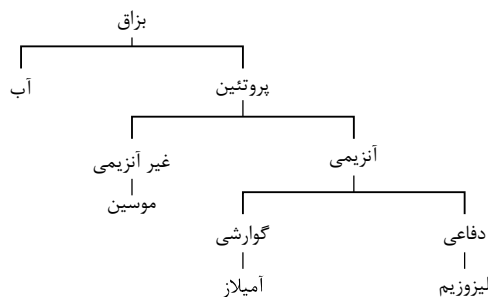 بزاق
پروتئین
آب
آنزیمی
غیر آنزیمی
موسین
دفاعی
گوارشی
لیزوزیم
آمیلاز